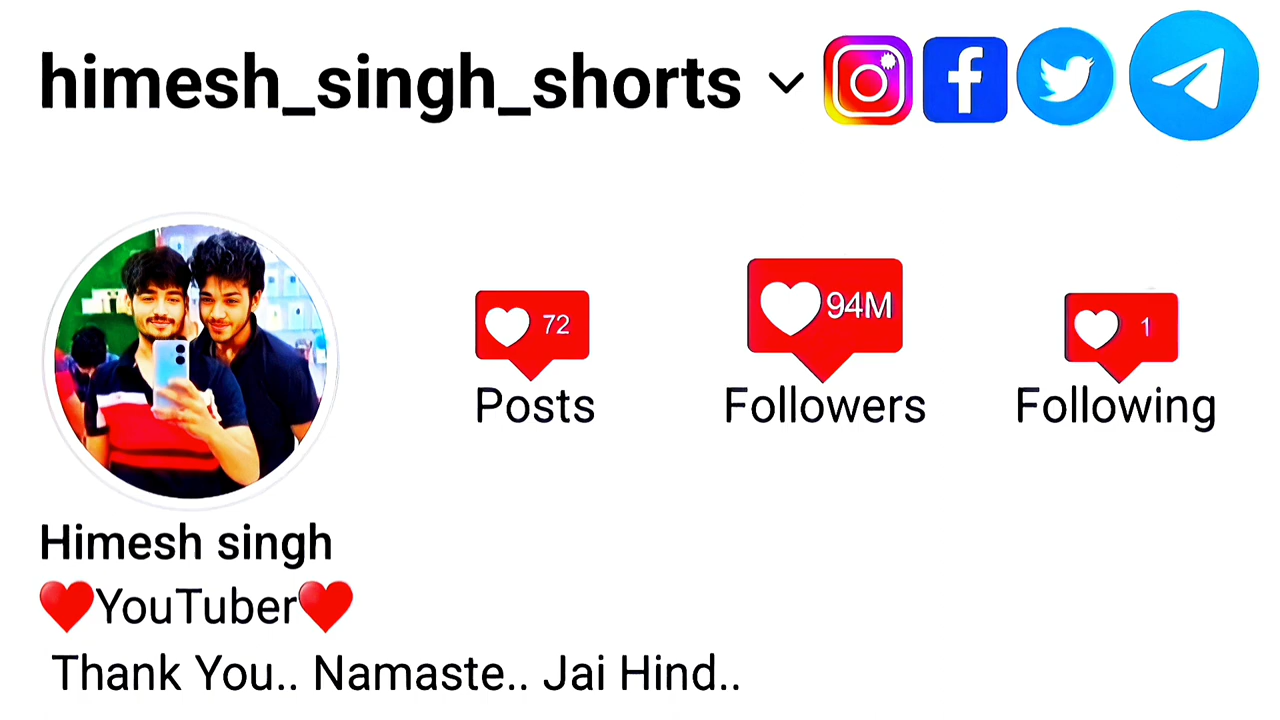 himesh_singh_shorts
72
94M
1
Posts
Followers
Following
Himesh singh
❤️YouTuber❤️
Thank You.. Namaste.. Jai Hind..